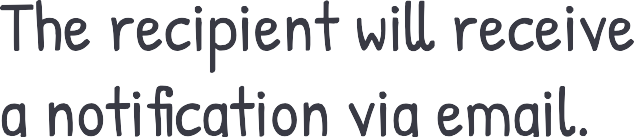 The recipient will receive
a notification via email.